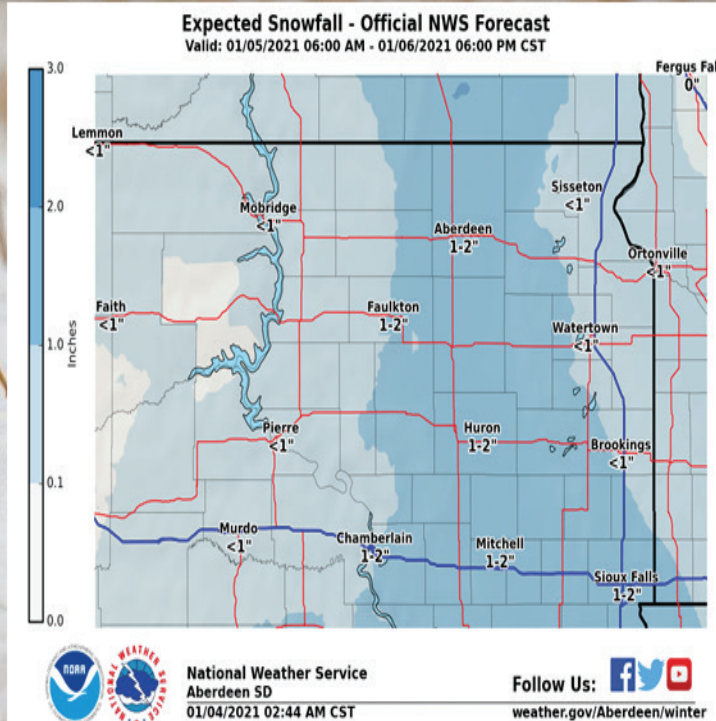 Expected Snowfall - Official NWS Forecast
Valid: 01/05/2021 06:00 AM - 01/06/2021 06:00 PM CST
3.0
2.0
1.0
0.1
0.0
Inches
Fergus Fal
0"
Lemmon
<1"
Sisseton
<1"
Mobridge
<1"
Aberdeen
1-2"
Ortonville
<1"
Faith
<1"
Faulkton
1-2"
Watertown
<1"
Pierre
<1"
Huron
1-2"
Brookings
<1"
Murdo
<1"
Chamberlain
1-2"
Mitchell
1-2"
Sioux Falls
1-2"
NOAA
NATIONAL WEATHER SERVICE
National Weather Service
Aberdeen SD
01/04/2021 02:44 AM CST
Follow Us:
weather.gov/Aberdeen/winter